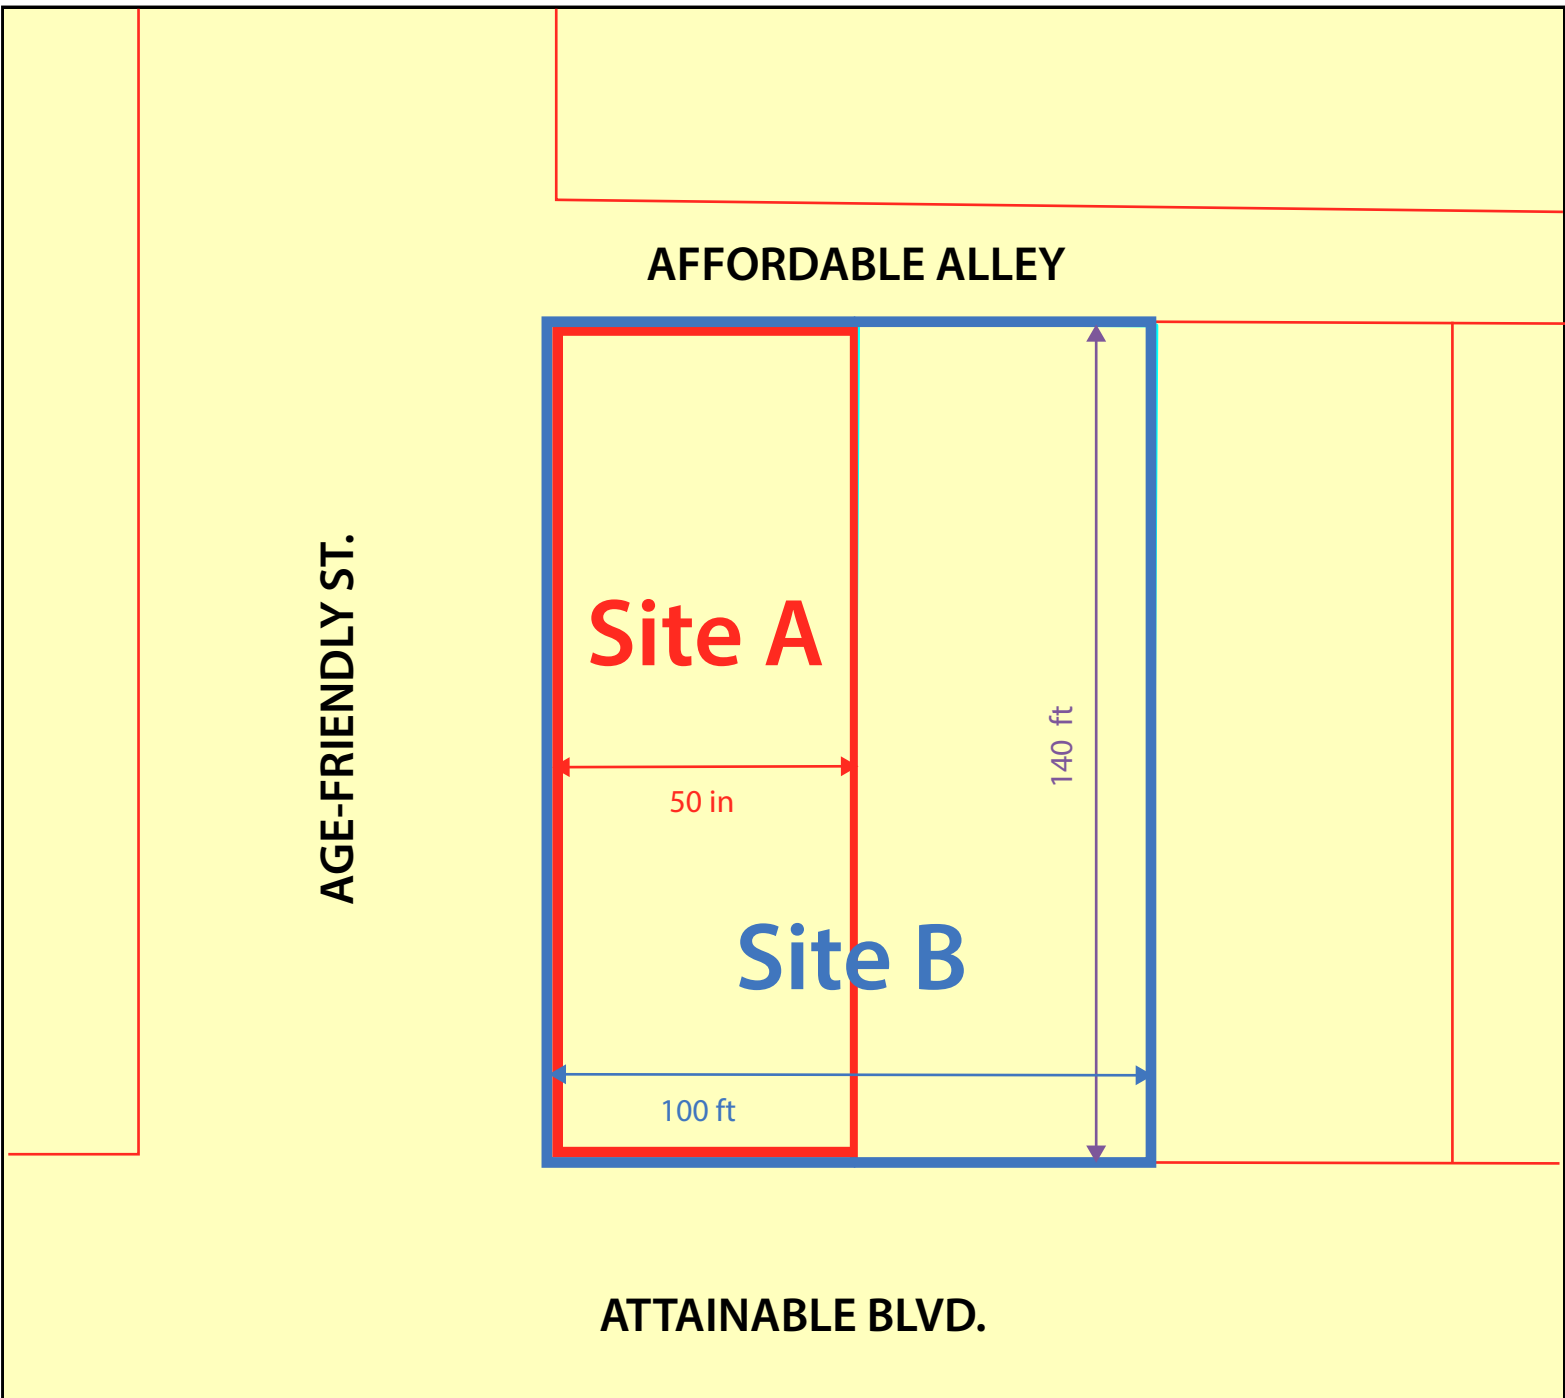 AFFORDABLE ALLEY
AGE-FRIENDLY ST.
Site A
140 ft
50 in
Site B
100 ft
ATTAINABLE BLVD.